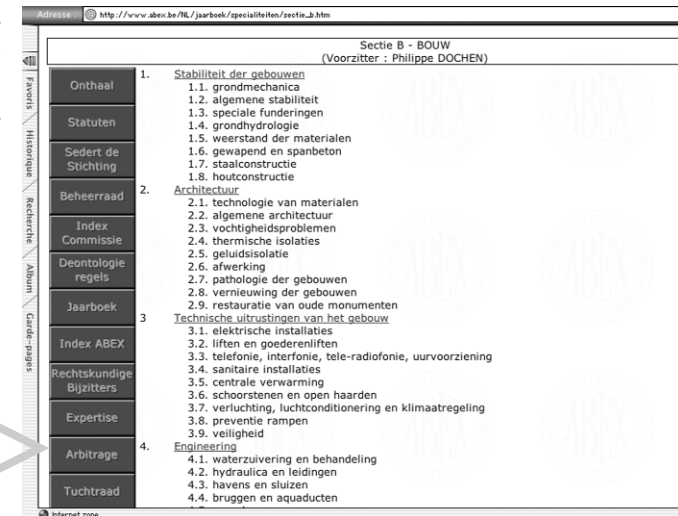 Adresse : http://www.abex.be/NL/jaarboek/specialiteiten/sectie_b.htm
Sectie B - BOUW
(Voorzitter : Philippe DOCHEN)
Favoris
Historique
Recherche
Album
Garde-pages
Onthaal
Statuten
Sedert de
Stichting
Beheerraad
Index
Commissie
Deontologie
regels
Jaarboek
Index ABEX
Rechtskundige
Bijzitters
Expertise
Arbitrage
Tuchtraad
1. Stabiliteit der gebouwen
1.1. grondmechanica
1.2. algemene stabiliteit
1.3. speciale funderingen
1.4. grondhydrologie
1.5. weerstand der materialen
1.6. gewapend en spanbeton
1.7. staalconstructie
1.8. houtconstructie
2. Architectuur
2.1. technologie van materialen
2.2. algemene architectuur
2.3. vochtigheidsproblemen
2.4. thermische isolaties
2.5. geluidsisolatie
2.6. afwerking
2.7. pathologie der gebouwen
2.8. vernieuwing der gebouwen
2.9. restauratie van oude monumenten
3 Technische uitrustingen van het gebouw
3.1. elektrische installaties
3.2. liften en goederenliften
3.3. telefonie, interfonie, tele-radiofonie, uurvoorziening
3.4. sanitaire installaties
3.5. centrale verwarming
3.6. schoorstenen en open haarden
3.7. verluchting, luchtconditionering en klimaatregeling
3.8. preventie rampen
3.9. veiligheid
4. Engineering
4.1. waterzuivering en behandeling
4.2. hydraulica en leidingen
4.3. havens en sluizen
4.4. bruggen en aquaducten
Internet zone